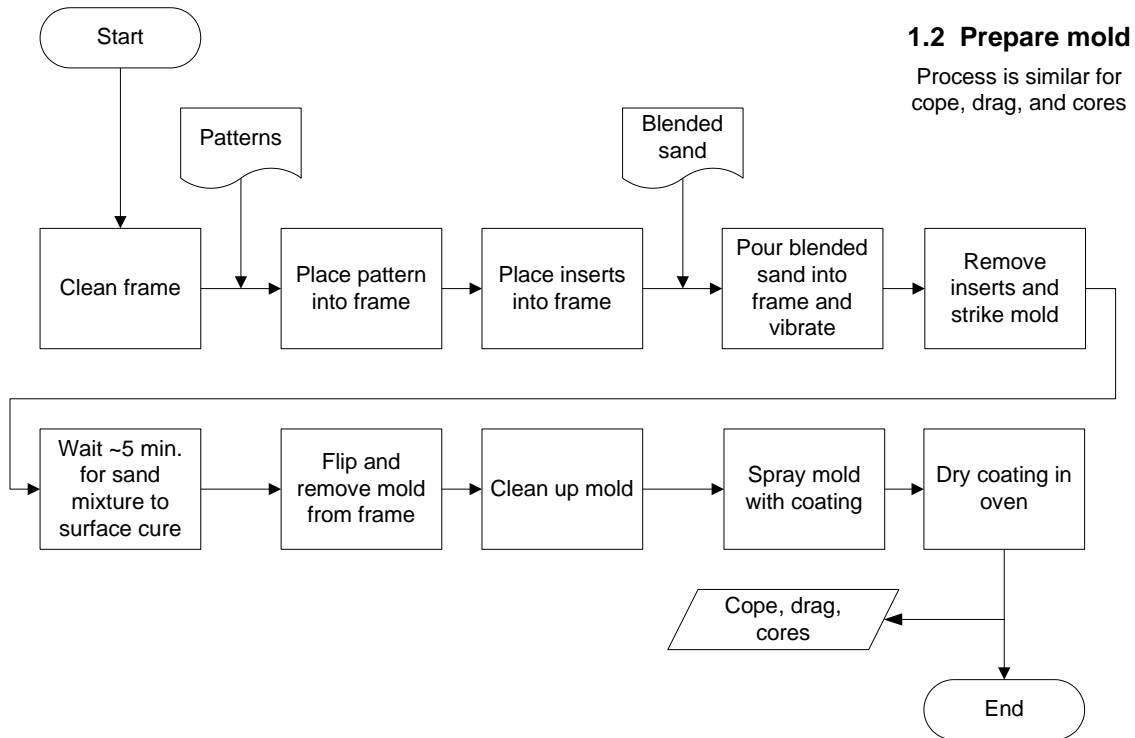 Start
1.2 Prepare mold
Process is similar for
cope, drag, and cores
Patterns
Blended
sand
Clean frame
Place pattern
into frame
Place inserts
into frame
Pour blended
sand into
frame and
vibrate
Remove
inserts and
strike mold
Wait ~5 min.
for sand
mixture to
surface cure
Flip and
remove mold
from frame
Clean up mold
Spray mold
with coating
Dry coating in
oven
Cope, drag,
cores
End